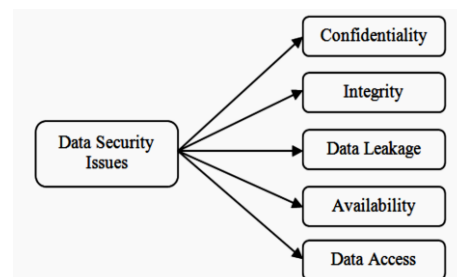 Confidentiality
Integrity
Data Security
Issues
Data Leakage
Availability
Data Access